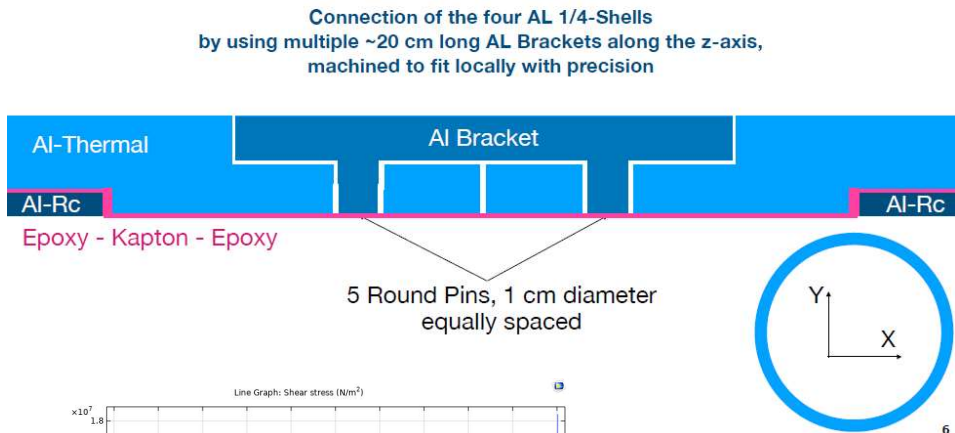 Connection of the four AL 1/4-Shells
by using multiple ~20 cm long AL Brackets along the z-axis,
machined to fit locally with precision
Al-Thermal
Al Bracket
Al-Rc
Al-Rc
Epoxy - Kapton - Epoxy
5 Round Pins, 1 cm diameter
equally spaced
Y
X
Line Graph: Shear stress (N/m²)
×10⁷
1.8
6